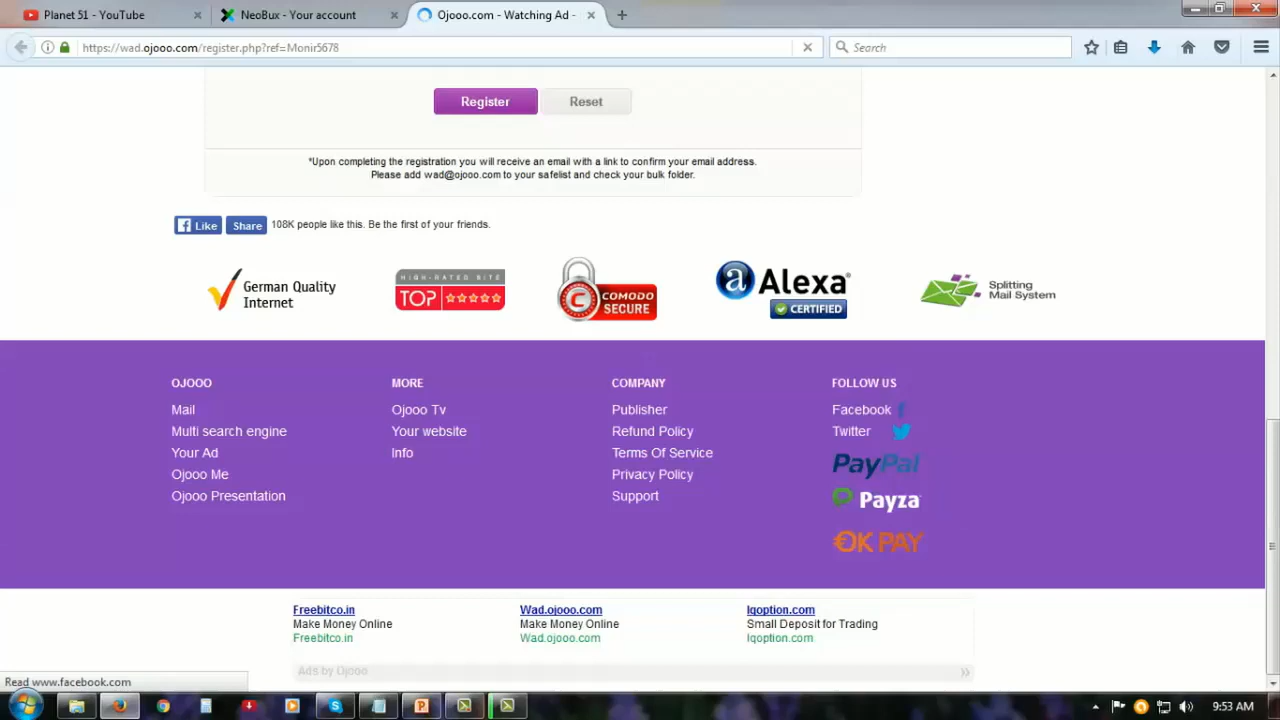 Planet 51 - YouTube
NeoBux - Your account
Ojooo.com - Watching Ad -
https://wad.ojooo.com/register.php?ref=Monir5678
Search
Register
Reset
*Upon completing the registration you will receive an email with a link to confirm your email address.
Please add wad@ojooo.com to your safelist and check your bulk folder.
Like
Share
108K people like this. Be the first of your friends.
German Quality
Internet
HIGH-RATED SITE
TOP
COMODO
SECURE
Alexa
CERTIFIED
Splitting
Mail System
OJOOO
Mail
Multi search engine
Your Ad
Ojooo Me
Ojooo Presentation
MORE
Ojooo Tv
Your website
Info
COMPANY
Publisher
Refund Policy
Terms Of Service
Privacy Policy
Support
FOLLOW US
Facebook
Twitter
PayPal
Payza
OK PAY
Freebitco.in
Make Money Online
Freebitco.in
Wad.ojooo.com
Make Money Online
Wad.ojooo.com
Iqoption.com
Small Deposit for Trading
Iqoption.com
Ads by Ojooo
Read www.facebook.com
9:53 AM